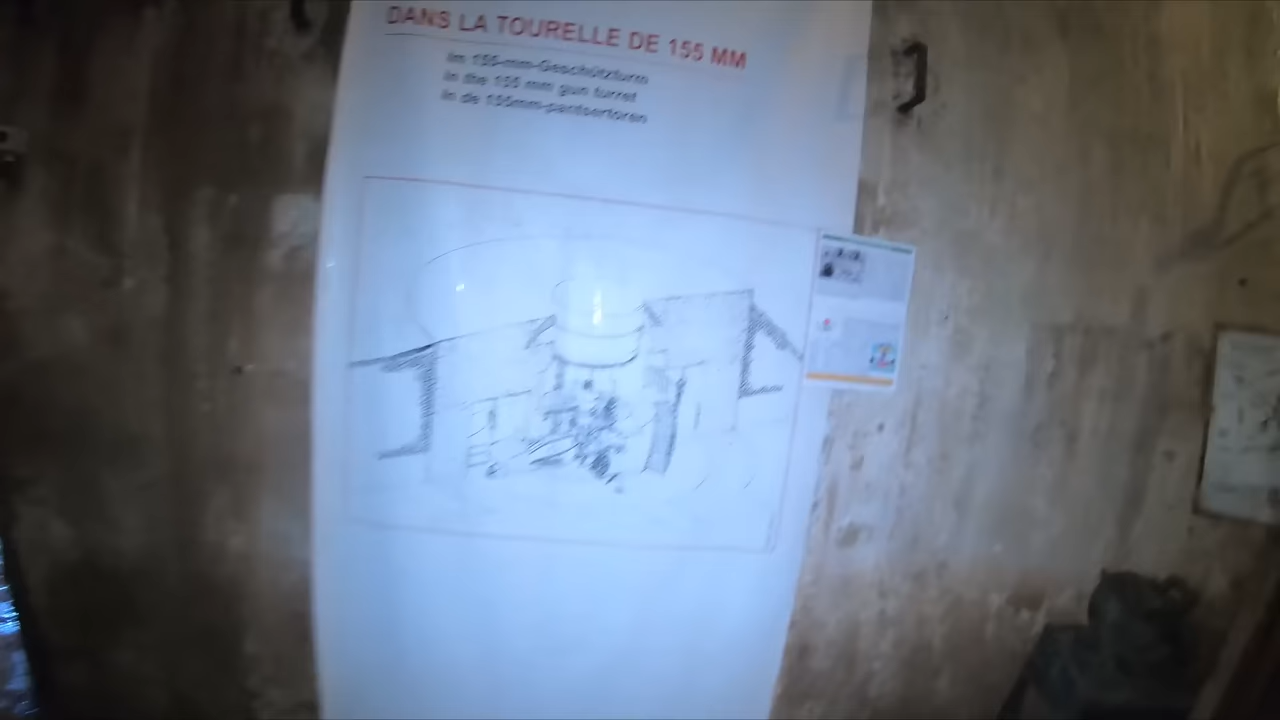 DANS LA TOURELLE DE 155 MM
Im 155-mm-Geschützturm
In the 155 mm gun turret
In de 155mm-pantsertoren